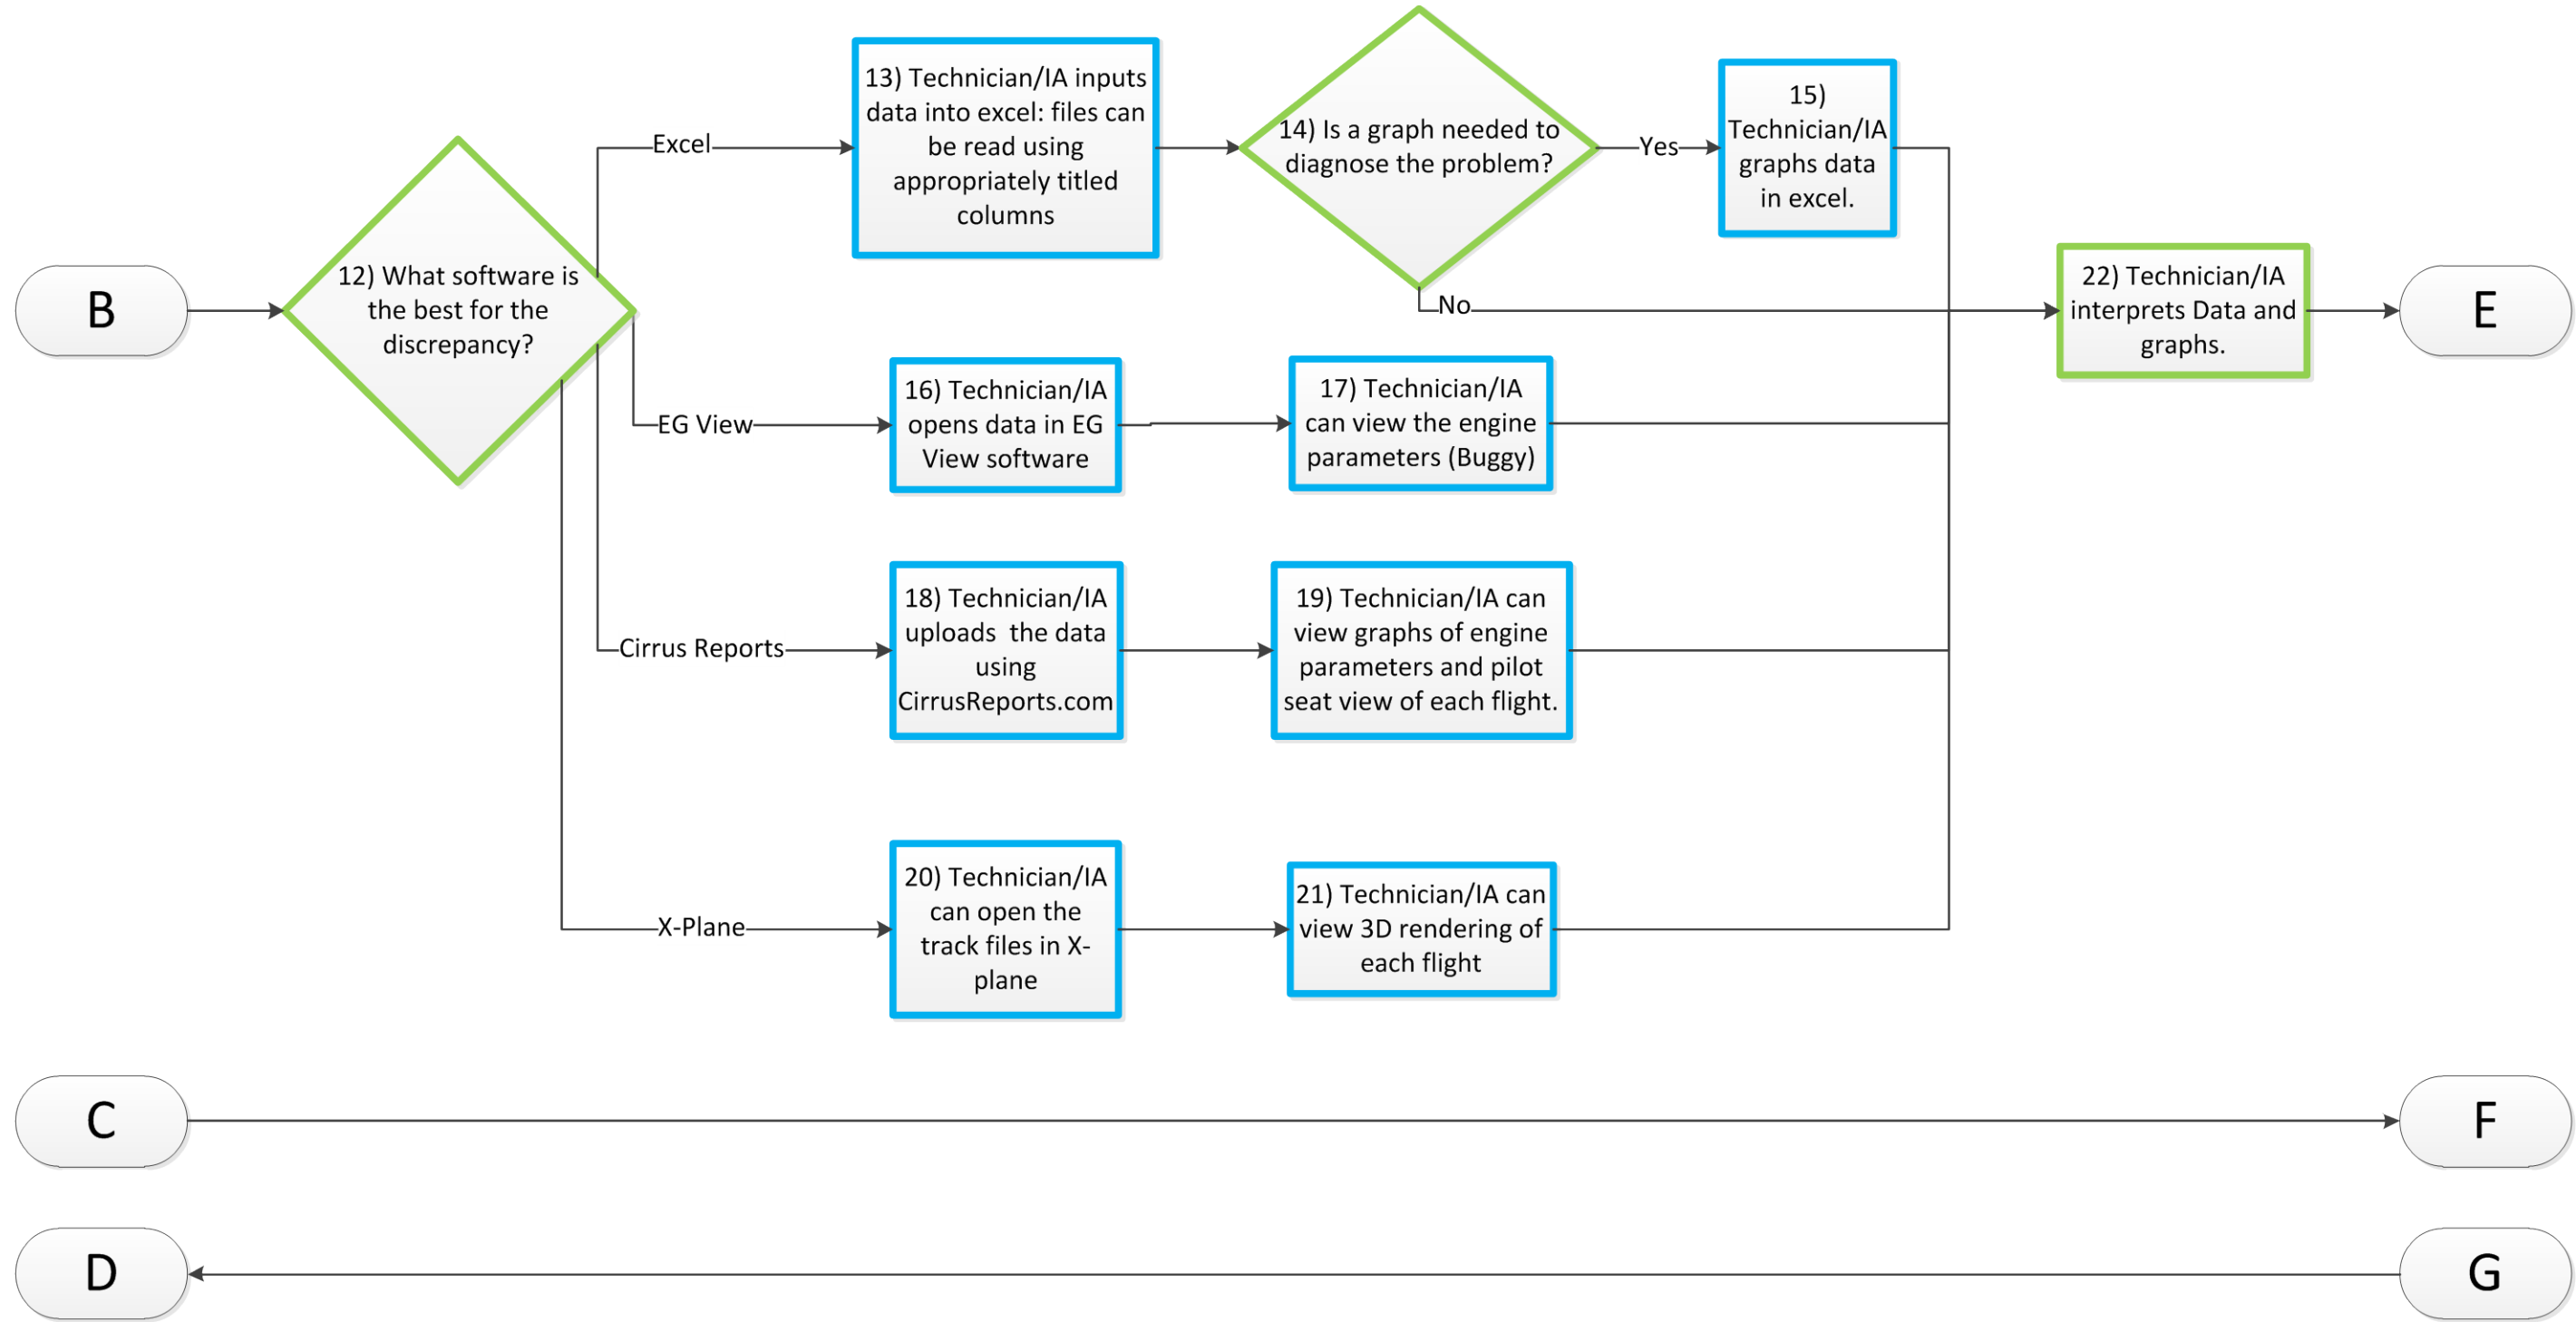 B
12) What software is
the best for the
discrepancy?
Excel
13) Technician/IA inputs
data into excel: files can
be read using
appropriately titled
columns
14) Is a graph needed to
diagnose the problem?
Yes
15)
Technician/IA
graphs data
in excel.
No
22) Technician/IA
interprets Data and
graphs.
E
EG View
16) Technician/IA
opens data in EG
View software
17) Technician/IA
can view the engine
parameters (Buggy)
Cirrus Reports
18) Technician/IA
uploads  the data
using
CirrusReports.com
19) Technician/IA can
view graphs of engine
parameters and pilot
seat view of each flight.
X-Plane
20) Technician/IA
can open the
track files in X-
plane
21) Technician/IA can
view 3D rendering of
each flight
C
F
D
G